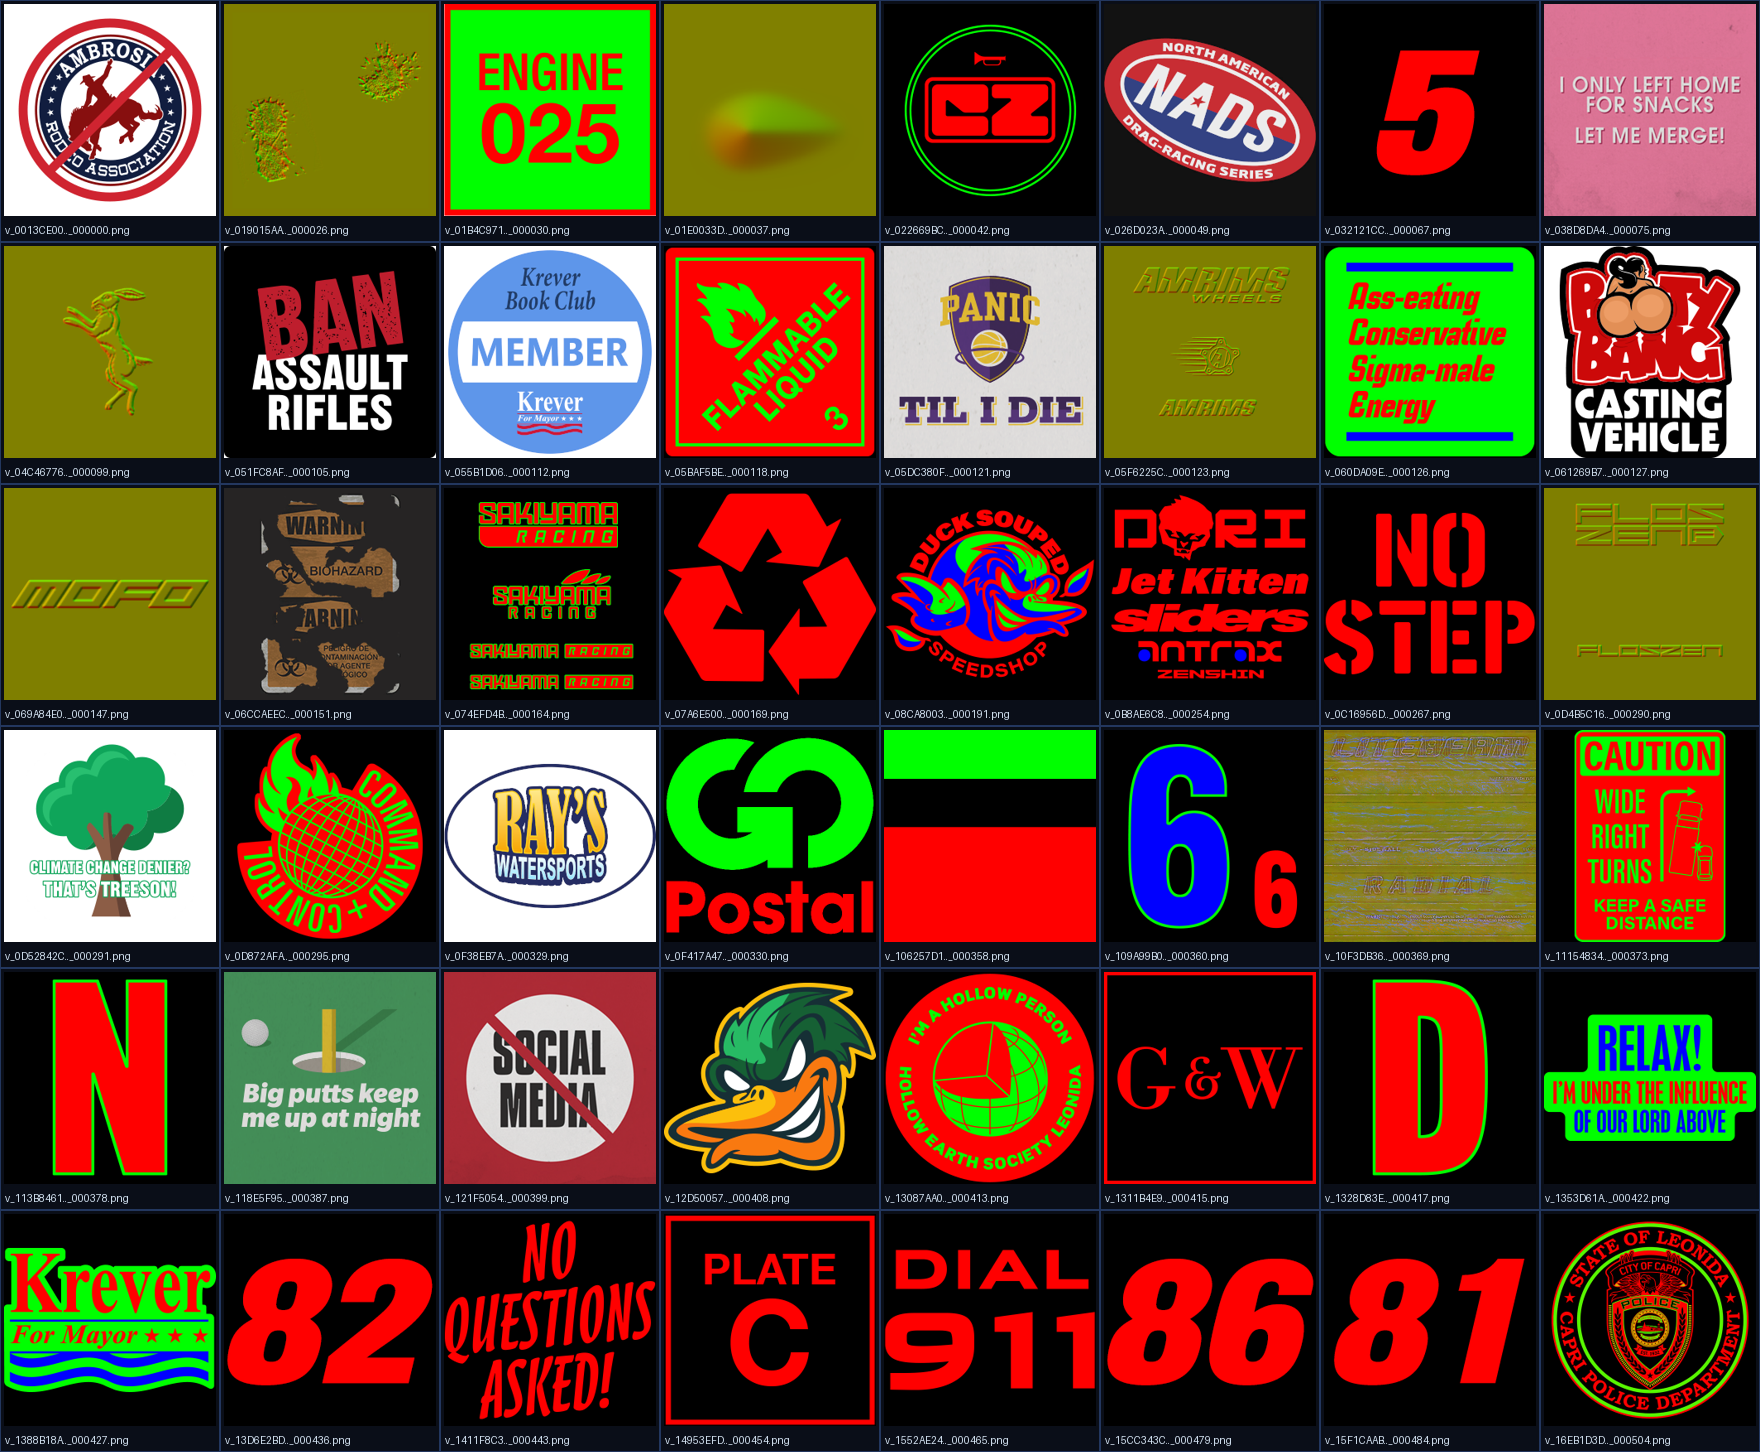 AMBROSI
RODEO ASSOCIATION
v_0013CE00.._000000.png
v_019015AA.._000026.png
ENGINE
025
v_01B4C971.._000030.png
v_01E0033D.._000037.png
CZ
v_022669BC.._000042.png
NORTH AMERICAN
NADS
DRAG-RACING SERIES
v_026D023A.._000049.png
5
v_032121CC.._000067.png
I ONLY LEFT HOME
FOR SNACKS
LET ME MERGE!
v_038D8DA4.._000075.png
v_04C46776.._000099.png
BAN
ASSAULT
RIFLES
v_051FC8AF.._000105.png
Krever
Book Club
MEMBER
Krever
For Mayor
v_055B1D06.._000112.png
FLAMMABLE
LIQUID
3
v_05BAF5BE.._000118.png
PANIC
TIL I DIE
v_05DC380F.._000121.png
AMRIMS
WHEELS
AMRIMS
v_05F6225C.._000123.png
Ass-eating
Conservative
Sigma-male
Energy
v_060DA09E.._000126.png
BOOTY
BANG
CASTING
VEHICLE
v_061269B7.._000127.png
MOFO
v_069A84E0.._000147.png
WARNIN
BIOHAZARD
WARNIN
v_06CCAEEC.._000151.png
SAKIYAMA
RACING
SAKIYAMA
RACING
SAKIYAMA RACING
SAKIYAMA RACING
v_074EFD4B.._000164.png
v_07A6E500.._000169.png
DUCK SOUPED
SPEEDSHOP
v_08CA8003.._000191.png
DORI
Jet Kitten
sliders
antrax
ZENSHIN
v_0B8AE6C8.._000254.png
NO
STEP
v_0C16956D.._000267.png
FLOSZEN
v_0D4B5C16.._000290.png
CLIMATE CHANGE DENIER?
THAT'S TREESON!
v_0D52842C.._000291.png
COMMAND + CONTROL
v_0D872AFA.._000295.png
RAY'S
WATERSPORTS
v_0F38EB7A.._000329.png
GO
Postal
v_0F417A47.._000330.png
v_106257D1.._000358.png
6 6
v_109A99B0.._000360.png
RADIAL
v_10F3DB36.._000369.png
CAUTION
WIDE
RIGHT
TURNS
KEEP A SAFE
DISTANCE
v_11154834.._000373.png
N
v_113B8461.._000378.png
Big putts keep
me up at night
v_118E5F95.._000387.png
SOCIAL
MEDIA
v_121F5054.._000399.png
v_12D50057.._000408.png
I'M A HOLLOW PERSON
HOLLOW EARTH SOCIETY LEONIDA
v_13087AA0.._000413.png
G & W
v_1311B4E9.._000415.png
D
v_1328D83E.._000417.png
RELAX!
I'M UNDER THE INFLUENCE
OF OUR LORD ABOVE
v_1353D61A.._000422.png
Krever
For Mayor
v_1388B18A.._000427.png
82
v_13D6E2BD.._000436.png
NO
QUESTIONS
ASKED!
v_1411F8C3.._000443.png
PLATE
C
v_14953EFD.._000454.png
DIAL
911
v_1552AE24.._000465.png
86
v_15CC343C.._000479.png
81
v_15F1CAAB.._000484.png
STATE OF LEONIDA
CITY OF CAPRI
POLICE
CAPRI POLICE DEPARTMENT
v_16EB1D3D.._000504.png